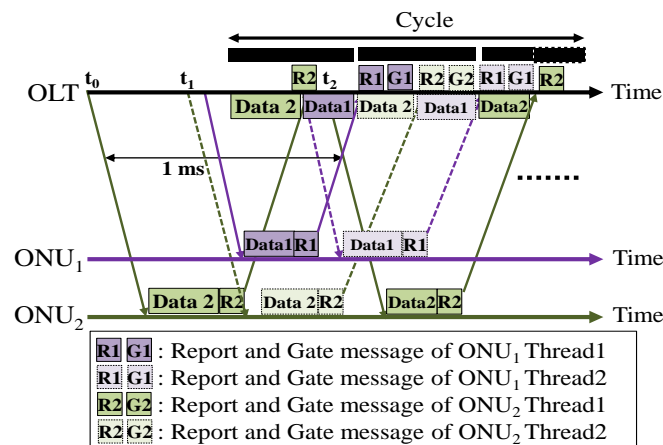 Cycle
t0 t1 R2 t2 R1 G1 R2 G2 R1 G1 R2
OLT Time
Data 2 Data1 Data 2 Data1 Data2
1 ms
Data1 R1 Data1 R1
ONU1 Time
Data 2 R2 Data 2 R2 Data2 R2
ONU2 Time
R1 G1 : Report and Gate message of ONU1 Thread1
R1 G1 : Report and Gate message of ONU1 Thread2
R2 G2 : Report and Gate message of ONU2 Thread1
R2 G2 : Report and Gate message of ONU2 Thread2